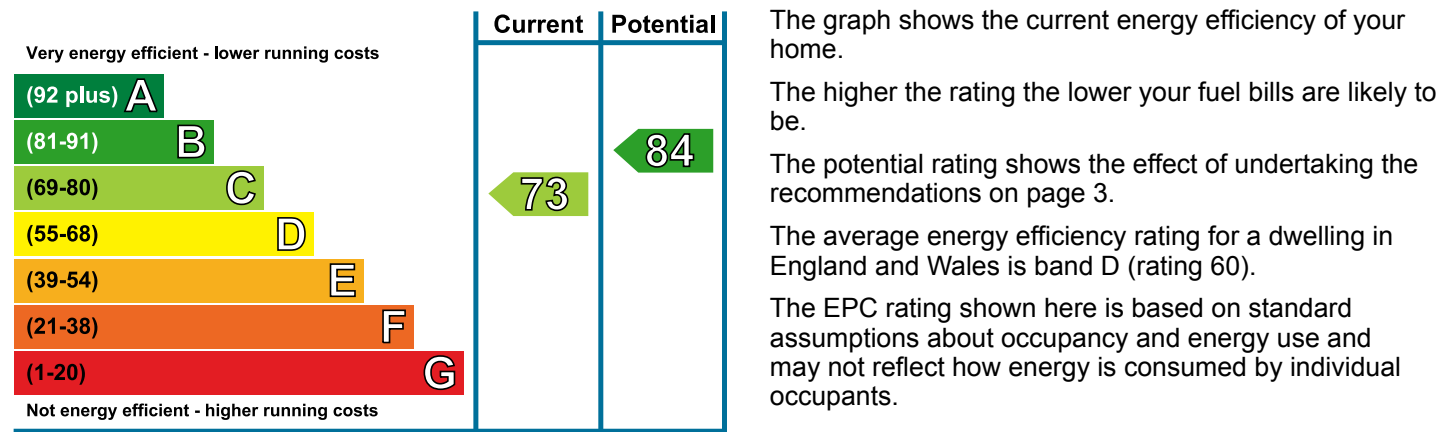 Current Potential
Very energy efficient - lower running costs
(92 plus) A
(81-91) B
84
(69-80) C
73
(55-68) D
(39-54) E
(21-38) F
(1-20) G
Not energy efficient - higher running costs
The graph shows the current energy efficiency of your
home.
The higher the rating the lower your fuel bills are likely to
be.
The potential rating shows the effect of undertaking the
recommendations on page 3.
The average energy efficiency rating for a dwelling in
England and Wales is band D (rating 60).
The EPC rating shown here is based on standard
assumptions about occupancy and energy use and
may not reflect how energy is consumed by individual
occupants.